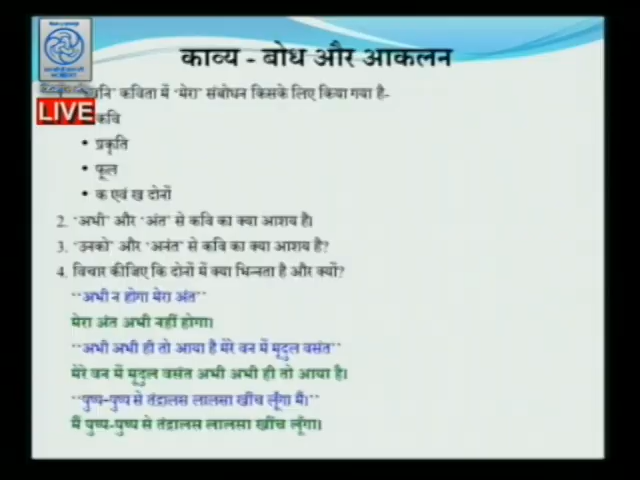 काव्य - बोध और आकलन
कविता में 'मेरा' संबोधन किसके लिए किया गया है-
LIVE
कवि
• प्रकृति
• फूल
• क एवं ख दोनों
2. 'अभी' और 'अंत' से कवि का क्या आशय है।
3. 'उनको' और 'अनंत' से कवि का क्या आशय है?
4. विचार कीजिए कि दोनों में क्या भिन्नता है और क्यों?
``अभी न होगा मेरा अंत``
मेरा अंत अभी नहीं होगा।
``अभी अभी ही तो आया है मेरे वन में मृदुल वसंत``
मेरे वन में मृदुल वसंत अभी अभी ही तो आया है।
``पुष्प-पुष्प से तंद्रालस लालसा खींच लूँगा मैं।``
मैं पुष्प-पुष्प से तंद्रालस लालसा खींच लूँगा।